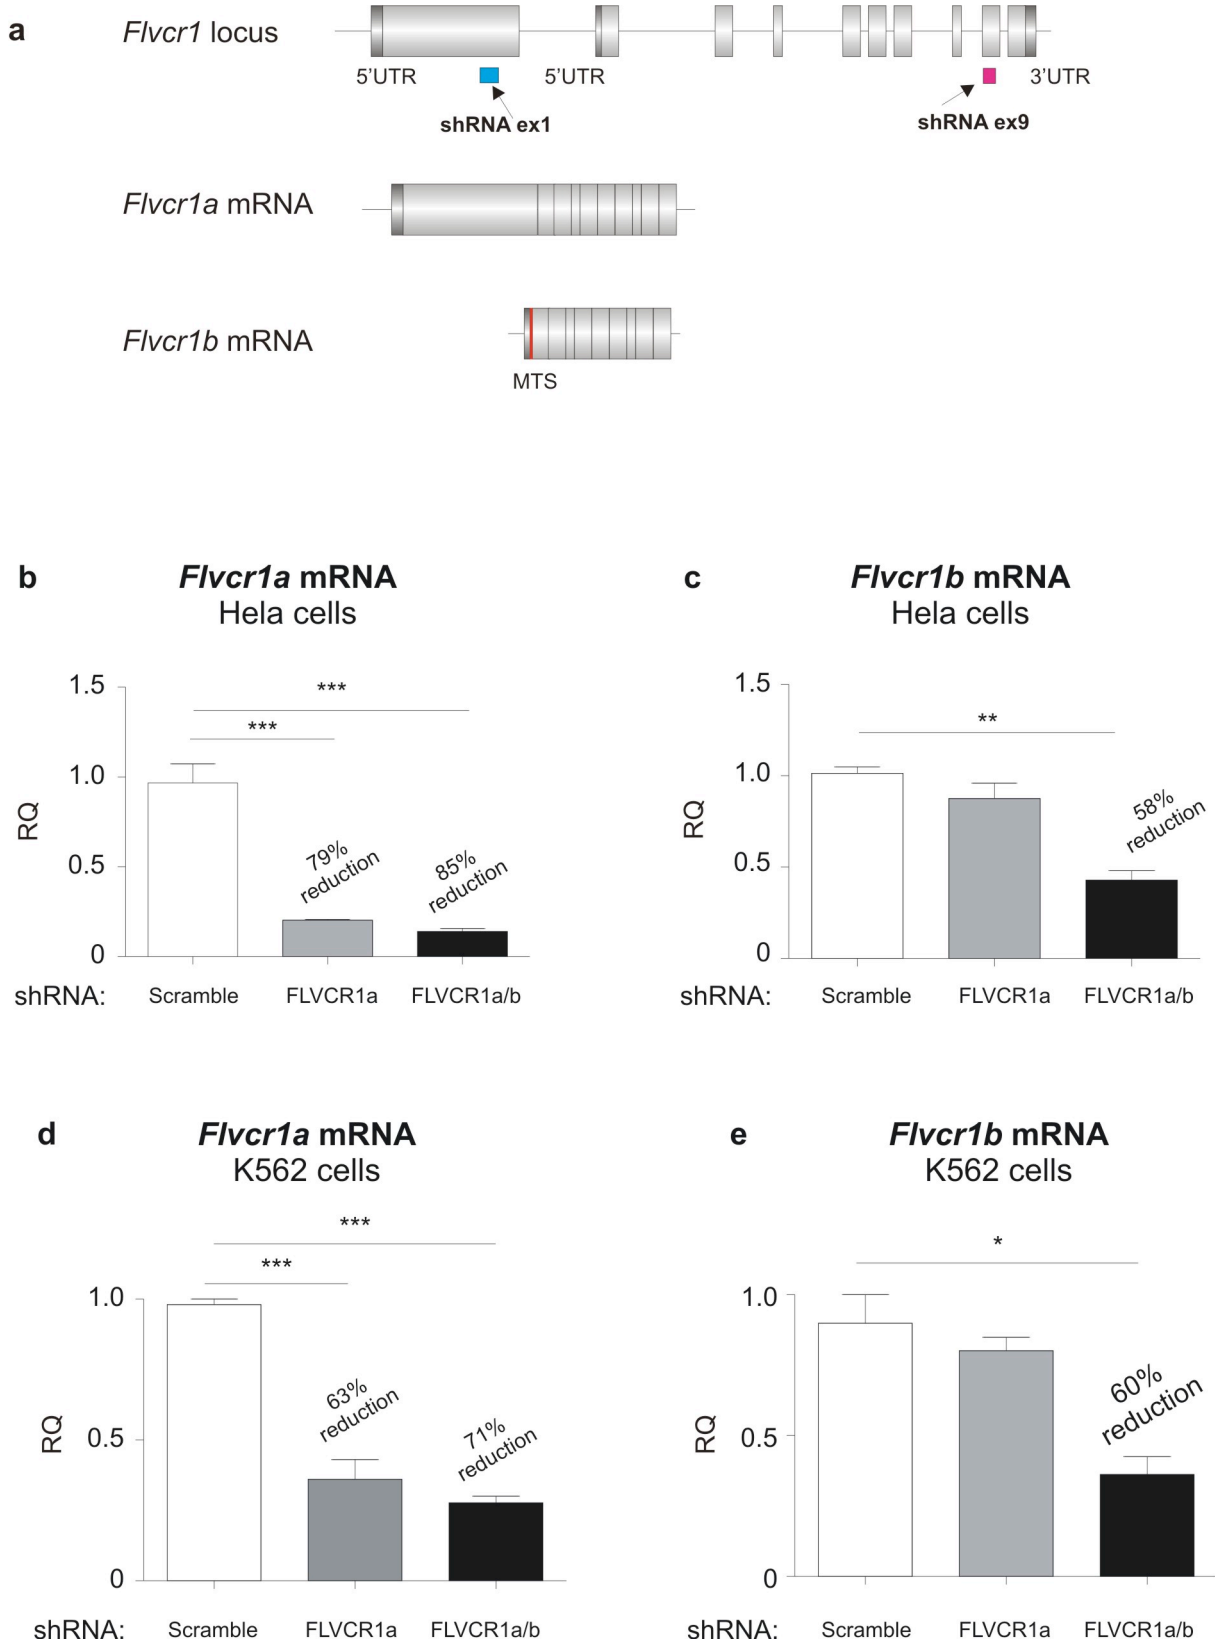 a
Flvcr1 locus
5’UTR
5’UTR
3’UTR
shRNA ex1
shRNA ex9
Flvcr1a mRNA
Flvcr1b mRNA
MTS
b
Flvcr1a mRNA
Hela cells
1.5
***
***
1.0
RQ
79%
reduction
85%
reduction
0.5
0
shRNA:
Scramble
FLVCR1a
FLVCR1a/b
c
Flvcr1b mRNA
Hela cells
1.5
**
1.0
RQ
58%
reduction
0.5
0
shRNA:
Scramble
FLVCR1a
FLVCR1a/b
d
Flvcr1a mRNA
K562 cells
***
***
1.0
63%
reduction
71%
reduction
RQ
0.5
0
shRNA:
Scramble
FLVCR1a
FLVCR1a/b
e
Flvcr1b mRNA
K562 cells
*
1.0
60%
reduction
RQ
0.5
0
shRNA:
Scramble
FLVCR1a
FLVCR1a/b